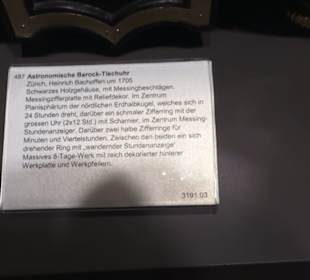 487 Astronomische Barock-Tischuhr
Zürich, Heinrich Bachoffen um 1705
Schwarzes Holzgehäuse, mit Messingbeschlägen.
Messingzifferplatte mit Reliefdekor. Im Zentrum
Planisphärum der nördlichen Erdhalbkugel, welches sich in
24 Stunden dreht, darüber ein schmaler Zifferring mit der
grossen Uhr (2x12 Std.) mit Scharnier, im Zentrum Messing-
Stundenanzeiger. Darüber zwei halbe Zifferringe für
Minuten und Viertelstunden. Zwischen den beiden ein sich
drehender Ring mit „wandernder Stundenanzeige"
Massives 8-Tage-Werk mit reich dekorierter hinterer
Werkplatte und Werkpfeilern.
3191.03